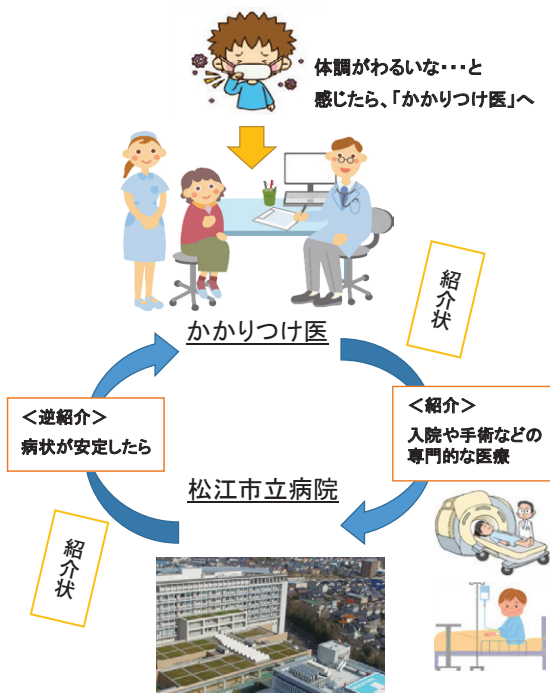 体調がわるいな・・・と
感じたら、「かかりつけ医」へ
紹介状
かかりつけ医
＜紹介＞
入院や手術などの
専門的な医療
＜逆紹介＞
病状が安定したら
松江市立病院
紹介状